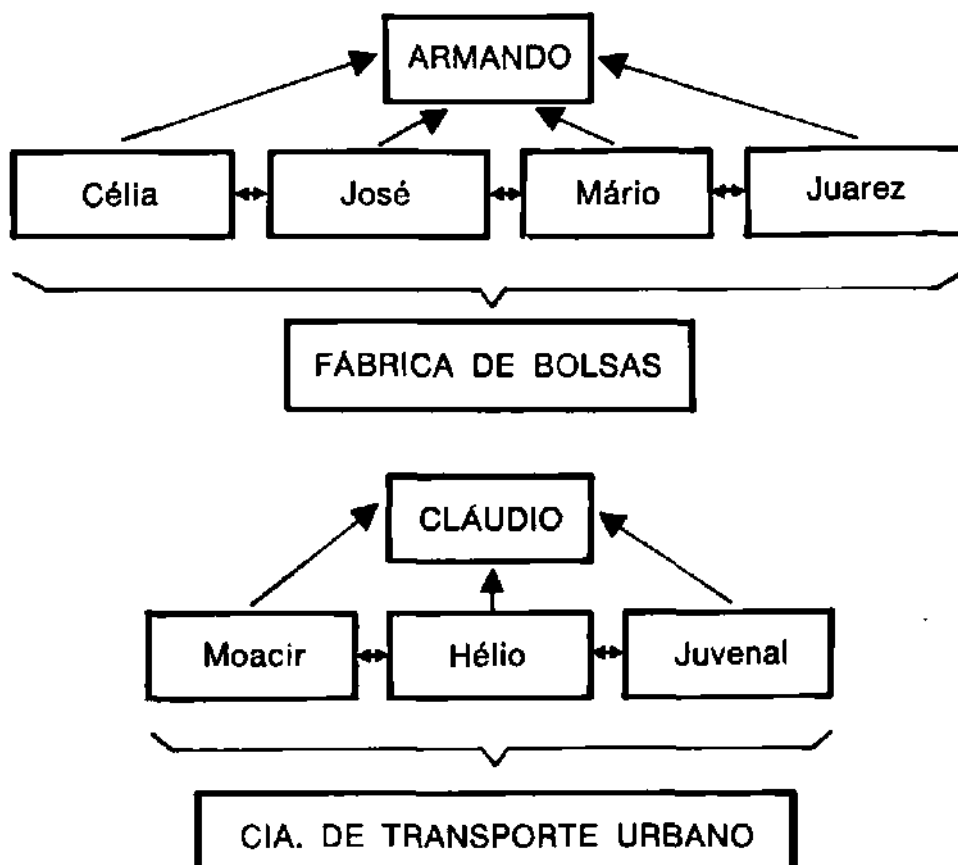 ARMANDO
Célia José Mário Juarez
FÁBRICA DE BOLSAS
CLÁUDIO
Moacir Hélio Juvenal
CIA. DE TRANSPORTE URBANO